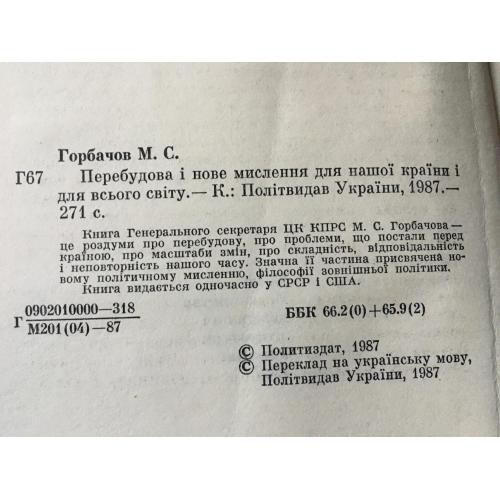 Горбачов М. С.
Г67 Перебудова і нове мислення для нашої країни і
для всього світу.— К.: Політвидав України, 1987.—
271 с.
Книга Генерального секретаря ЦК КПРС М. С. Горбачова —
це роздуми про перебудову, про проблеми, що постали перед
країною, про масштаби змін, про складність, відповідальність
і неповторність нашого часу. Значна її частина присвячена но-
вому політичному мисленню, філософії зовнішньої політики.
Книга видається одночасно у СРСР і США.
Г 0902010000—318
М201(04)—87
ББК 66.2(0)+65.9(2)
© Политиздат, 1987
© Переклад на українську мову,
Політвидав України, 1987